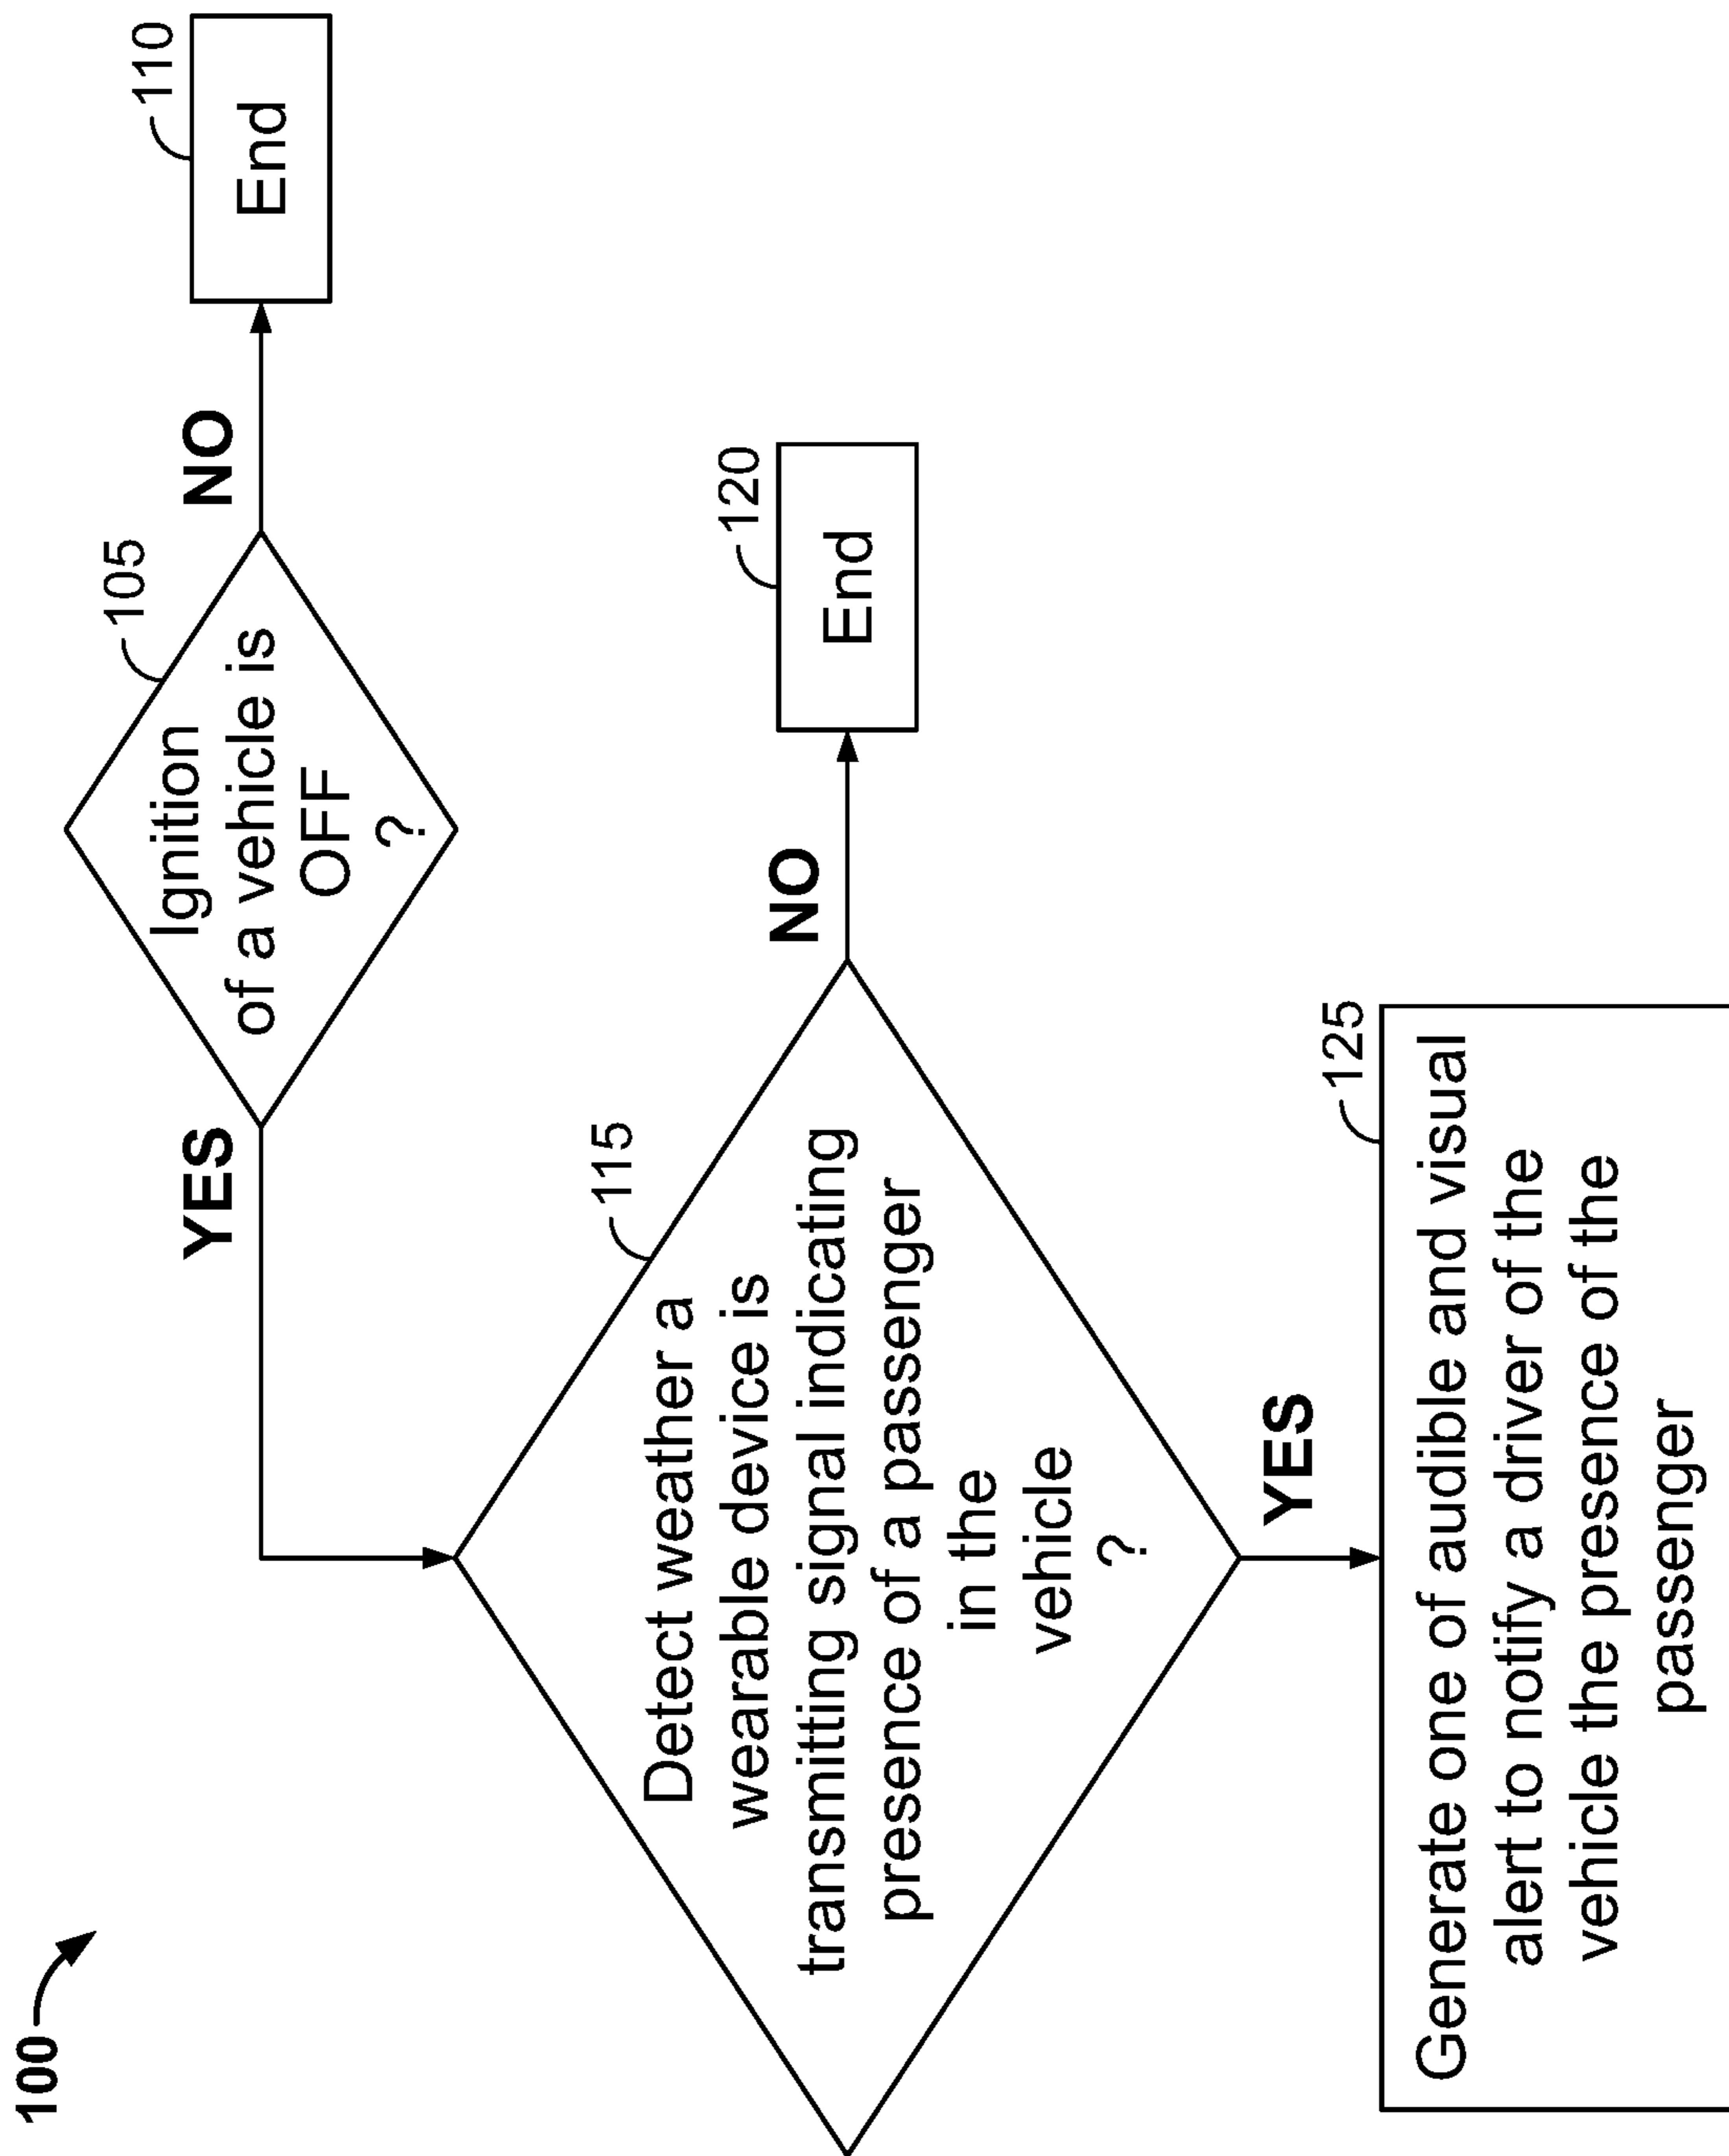 100
105
Ignition
of a vehicle is
OFF
?
NO
110
End
YES
115
Detect weather a
wearable device is
transmitting signal indicating
presence of a passenger
in the
vehicle
?
NO
120
End
YES
125
Generate one of audible and visual
alert to notify a driver of the
vehicle the presence of the
passenger